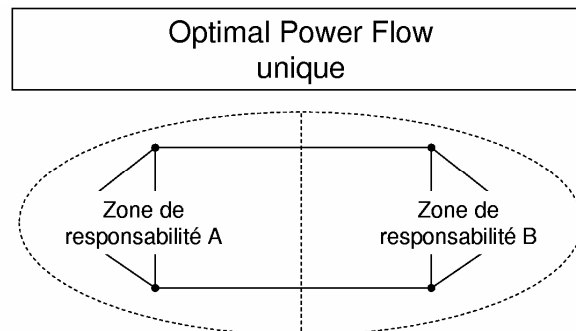 Optimal Power Flow
unique
Zone de
responsabilité A
Zone de
responsabilité B